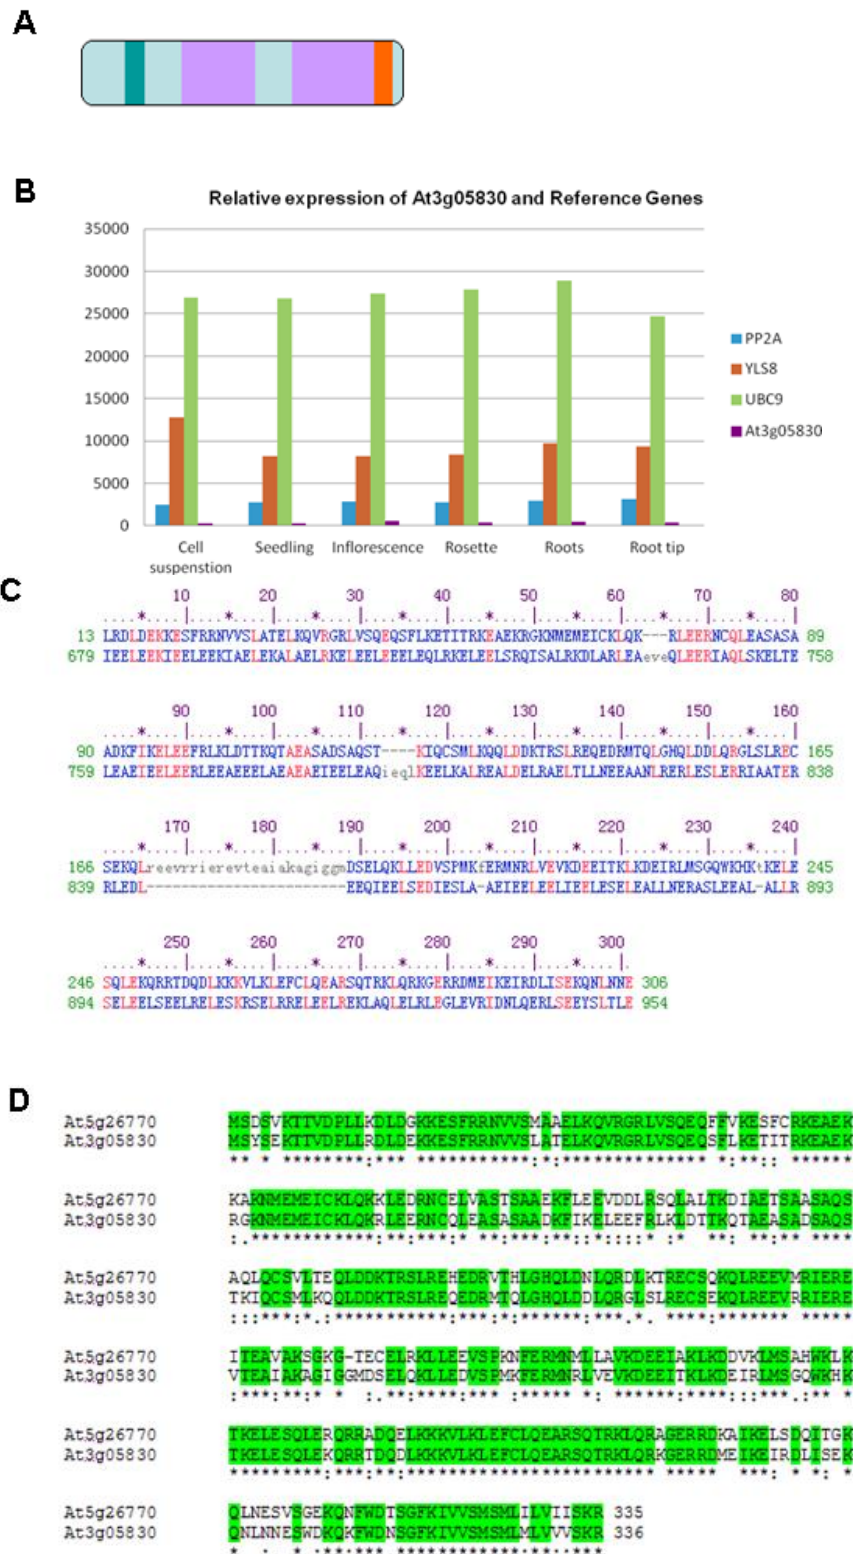 A
B
Relative expression of At3g05830 and Reference Genes
35000
30000
25000
20000
15000
10000
5000
0
PP2A
YLS8
UBC9
At3g05830
Cell suspenstion
Seedling
Inflorescence
Rosette
Roots
Root tip
C
10 20 30 40 50 60 70 80
13 LRDLDEKKESFRRNVVSLATELKQVRGRLVSQEQSFLKETITRKEAEKRGKNMEMEICKLQK---RLEERNCQLEASASA 89
679 IEELEEKIEELEEKIAELEKALAELRKELEELEEELEQLRKELEELSRQISALRKDLARLEAeveQLEERIAQLSKELTE 758
90 100 110 120 130 140 150 160
90 ADKFIKELEEFRLKLDTTKQTAEASADSAQST----KIQCSMLKQQLDDKTRSLREQEDRMTQLGHQLDDLQRGLSLREC 165
759 LEAEIEELEERLEEAEEELAEAEAEIEELEAQieqlKEELKALREALDELRAELTLLNEEAANLRERLESLERRIAATER 838
170 180 190 200 210 220 230 240
166 SEKQLreevrrierevteaiakagiggmDSELQKLLEDVSPMKfERMNRLVEVKDEEITKLKDEIRLMSGQWKHKtKELE 245
839 RLEDL-----------------------EEQIEELSEDIESLA-AEIEELEELIEELESELEALLNERASLEEAL-ALLR 893
250 260 270 280 290 300
246 SQLEKQRRTDQDLKKKVLKLEFCLQEARSQTRKLQRKGERRDMEIKEIRDLISEKQNLNNE 306
894 SELEELSEELRELESKRSELRRELEELREKLAQLELRLEGLEVRIDNLQERLSEEYSLTLE 954
D
At5g26770 MSDSVKTTVDPLLKDLDGKKESFRRNVVSMAAELKQVRGRLVSQEQFFVKESFCRKEAEK
At3g05830 MSYSEKTTVDPLLRDLDEKKESFRRNVVSLATELKQVRGRLVSQEQSFLKETITRKEAEK
At5g26770 KAKNMEMEICKLQKKLEDRNCELVASTSAAEKFLEEVDDLRSQLALTKDIAETSAASAQS
At3g05830 RGKNMEMEICKLQKRLEERNCQLEASASAADKFIKELEEFRLKLDTTKQTAEASADSAQS
At5g26770 AQLQCSVLTEQLDDKTRSLREHEDRVTHLGHQLDNLQRDLKTRECSQKQLREEVMRIERE
At3g05830 TKIQCSMLKQQLDDKTRSLREQEDRMTQLGHQLDDLQRGLSLRECSEKQLREEVRRIERE
At5g26770 ITEAVAKSGKG-TECELRKLLEEVSPKNFERMNMLLAVKDEEIAKLKDDVKLMSAHWKLK
At3g05830 VTEAIAKAGIGGMDSELQKLLEDVSPMKFERMNRLVEVKDEEITKLKDEIRLMSGQWKHK
At5g26770 TKELESQLERQRRADQELKKKVLKLEFCLQEARSQTRKLQRAGERRDKAIKELSDQITGK
At3g05830 TKELESQLEKQRRTDQDLKKKVLKLEFCLQEARSQTRKLQRKGERRDMEIKEIRDLISEK
At5g26770 QLNESVSGEKQNFWDTSGFKIVVSMSMLILVIISKR 335
At3g05830 QNLNNESWDKQKFWDNSGFKIVVSMSMLMLVVVSKR 336